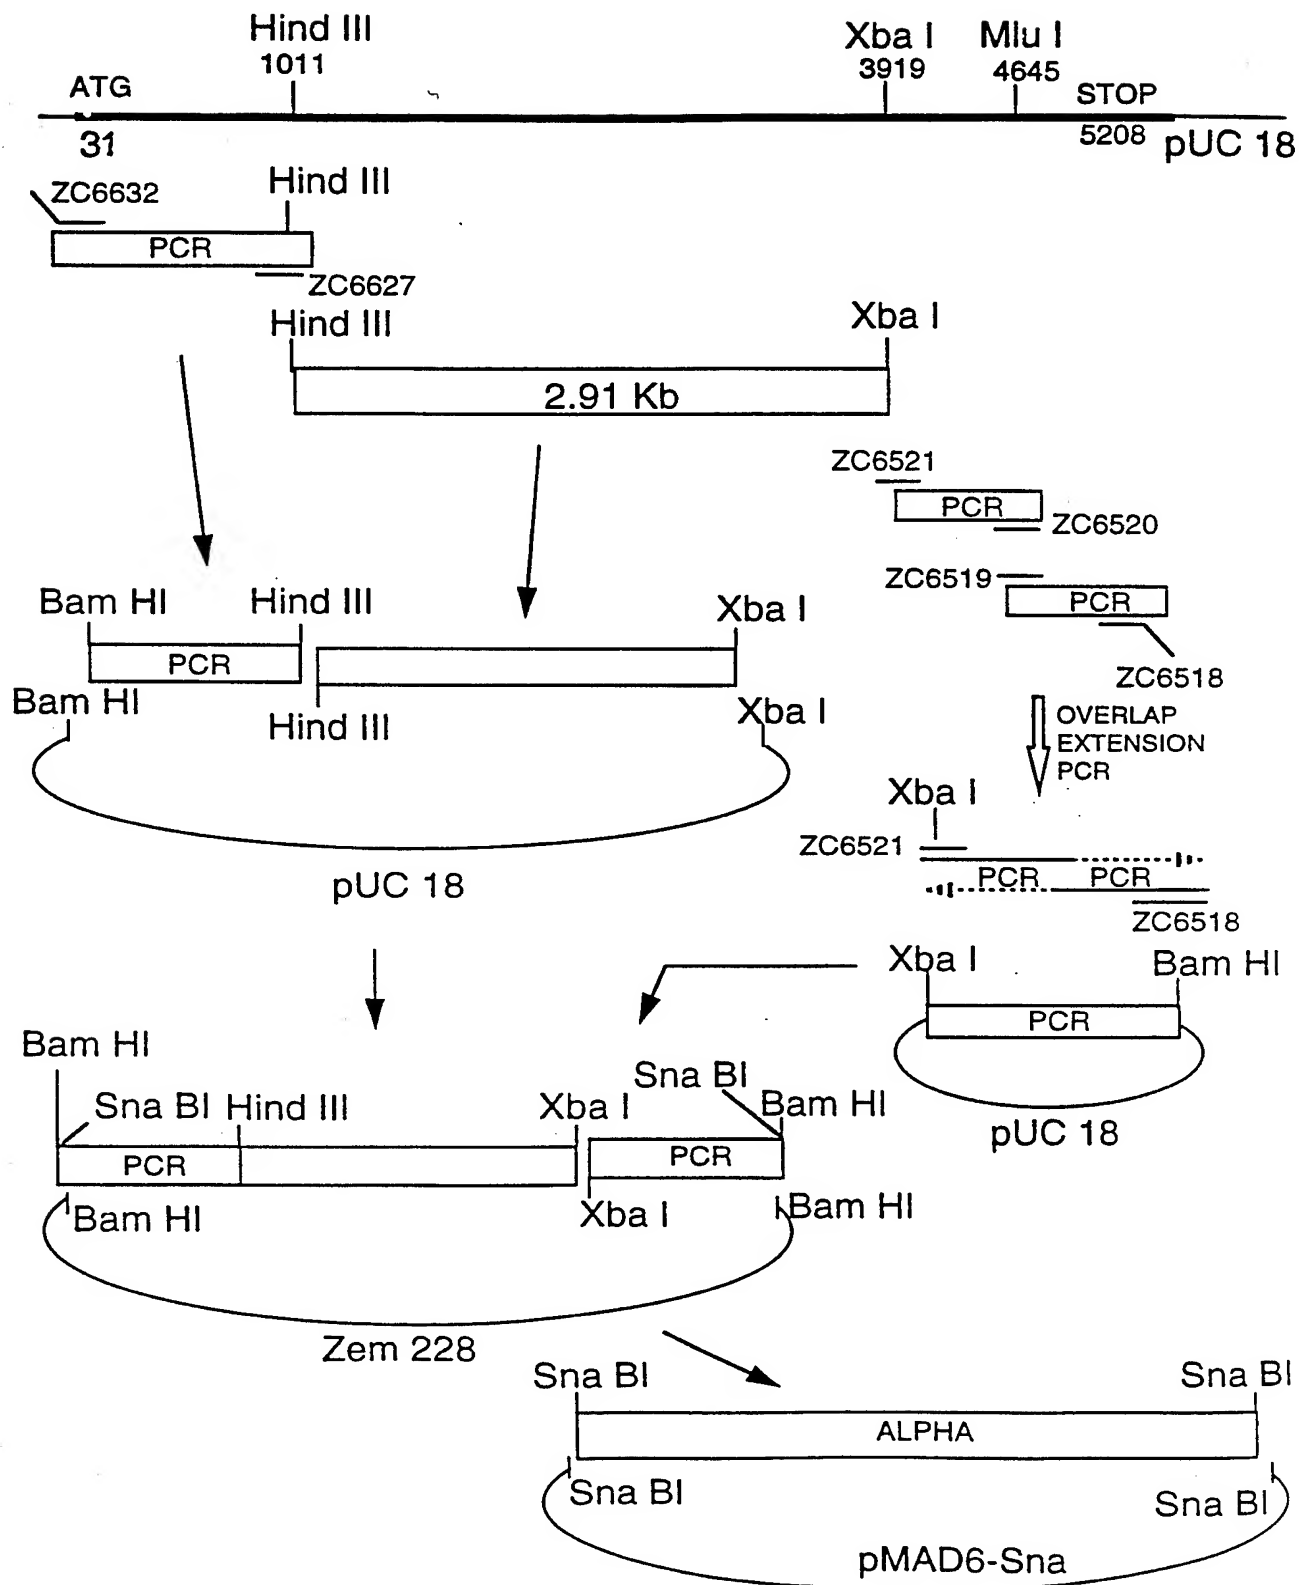 Hind III
1011
Xba I
3919
Mlu I
4645
ATG
31
STOP
5208
pUC 18
ZC6632
Hind III
PCR
ZC6627
Hind III
Xba I
2.91 Kb
ZC6521
PCR
ZC6520
ZC6519
PCR
ZC6518
Bam HI
Hind III
Xba I
PCR
Bam HI
Hind III
Xba I
pUC 18
OVERLAP
EXTENSION
PCR
Xba I
ZC6521
PCR
PCR
ZC6518
Xba I
Bam HI
PCR
pUC 18
Bam HI
Sna BI
Hind III
Xba I
Sna BI
Bam HI
PCR
PCR
Bam HI
Xba I
Bam HI
Zem 228
Sna BI
Sna BI
ALPHA
Sna BI
Sna BI
pMAD6-Sna